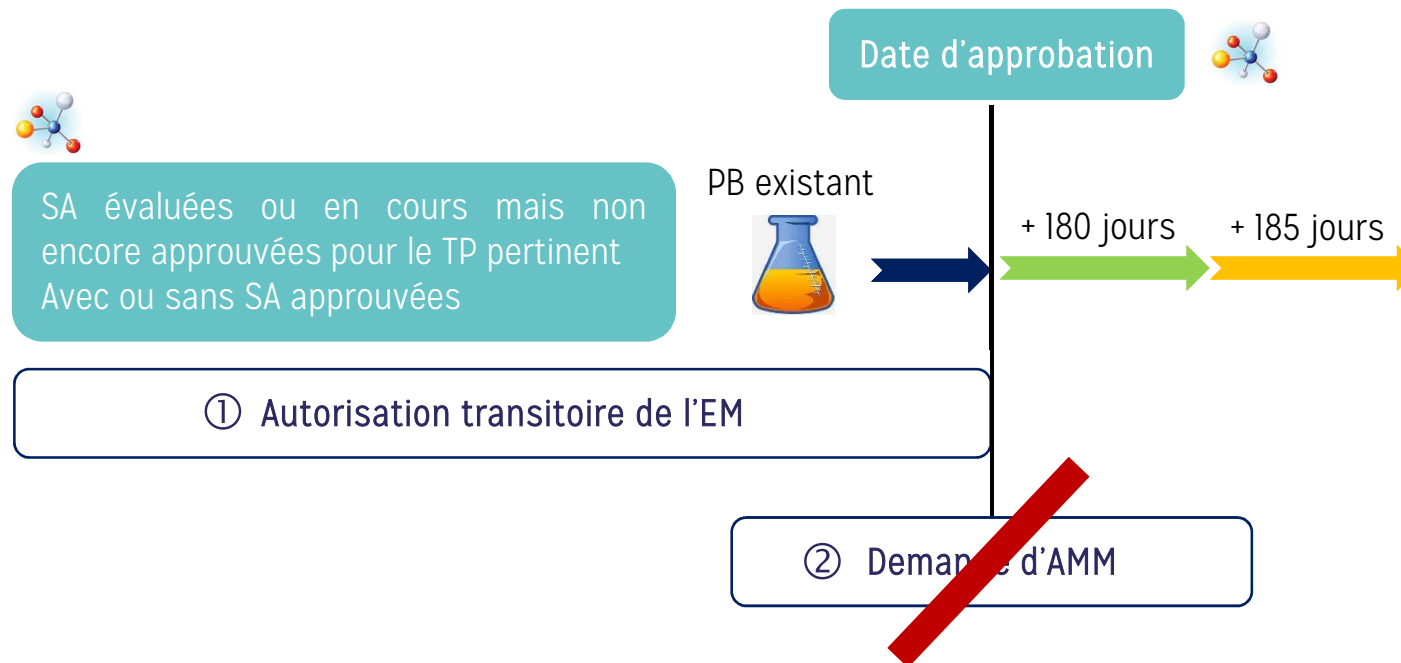 Date d'approbation
SA évaluées ou en cours mais non
encore approuvées pour le TP pertinent
Avec ou sans SA approuvées
PB existant
+ 180 jours
+ 185 jours
① Autorisation transitoire de l'EM
② Demande d'AMM